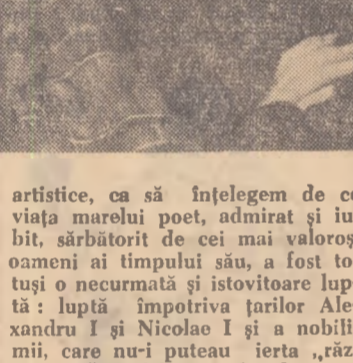 artistice, ca să înțelegem de ce
viața marelui poet, admirat și iu
bit, sărbătorit de cei mai valoroș
oameni ai timpului său, a fost to
tuși o necurmată și istovitoare lup
tă : luptă împotriva țarilor Ale
xandru I și Nicolae I și a nobili
mii, care nu-i puteau ierta „răz